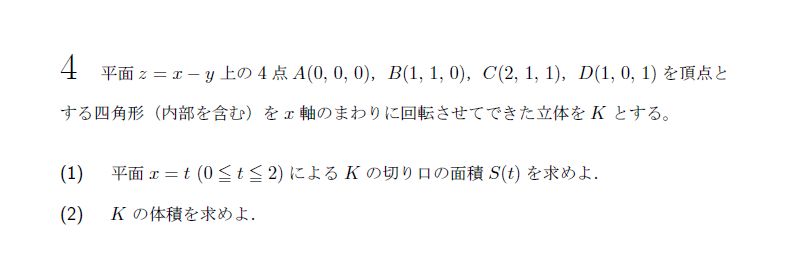 4 平面 z = x − y 上の 4 点 A(0, 0, 0), B(1, 1, 0), C(2, 1, 1), D(1, 0, 1) を頂点と
する四角形（内部を含む）を x 軸のまわりに回転させてできた立体を K とする。
(1) 平面 x = t (0 ≦ t ≦ 2) による K の切り口の面積 S(t) を求めよ.
(2) K の体積を求めよ.